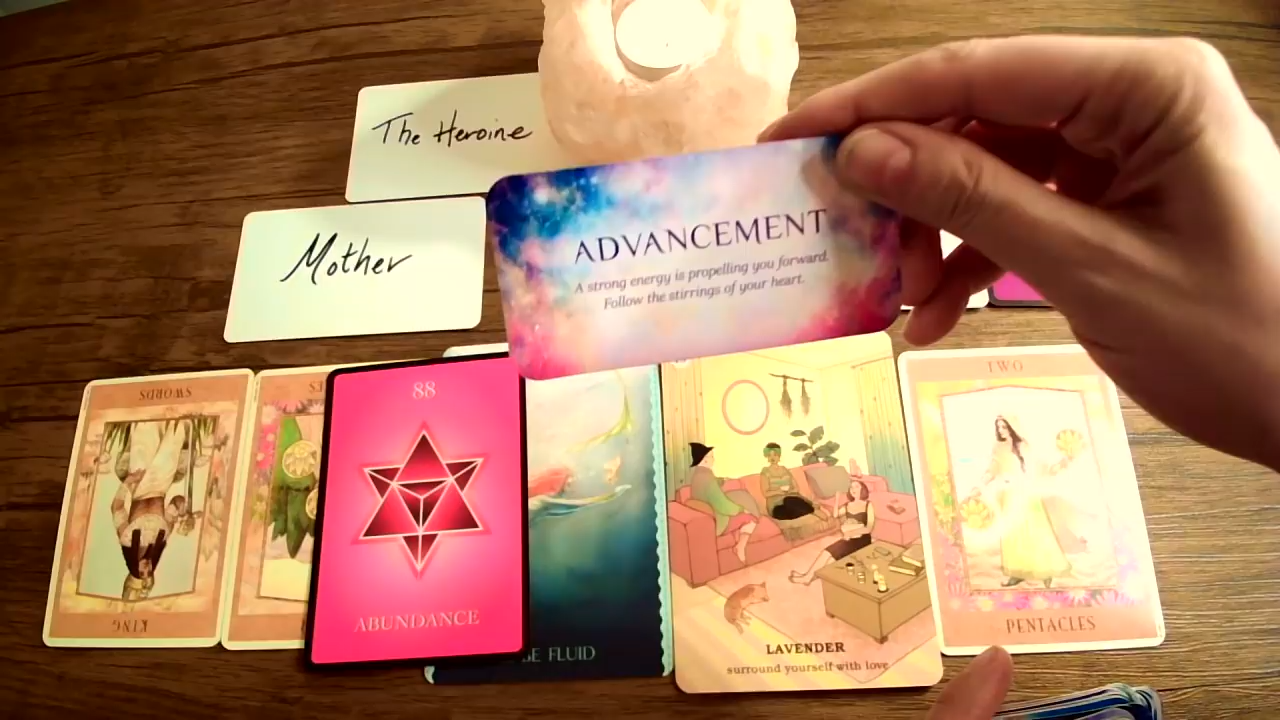 The Heroine
Mother
ADVANCEMENT
A strong energy is propelling you forward.
Follow the stirrings of your heart.
SWORDS
KING
88
ABUNDANCE
FLUID
LAVENDER
surround yourself with love
TWO
PENTACLES